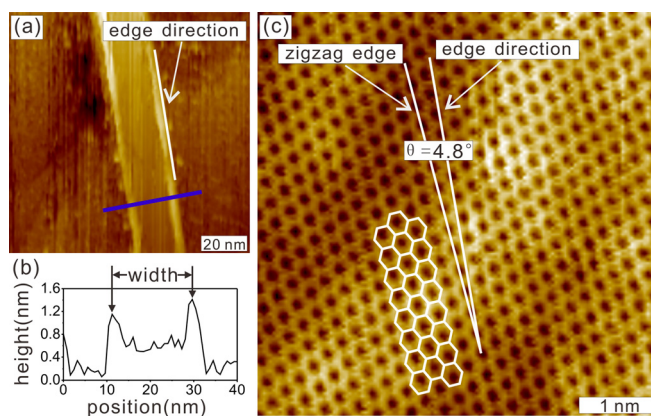 (a)
edge direction
20 nm
(b)
width
height(nm)
1.6
1.2
0.8
0.4
0.0
0
10
20
30
40
position(nm)
(c)
zigzag edge
edge direction
θ=4.8°
1 nm